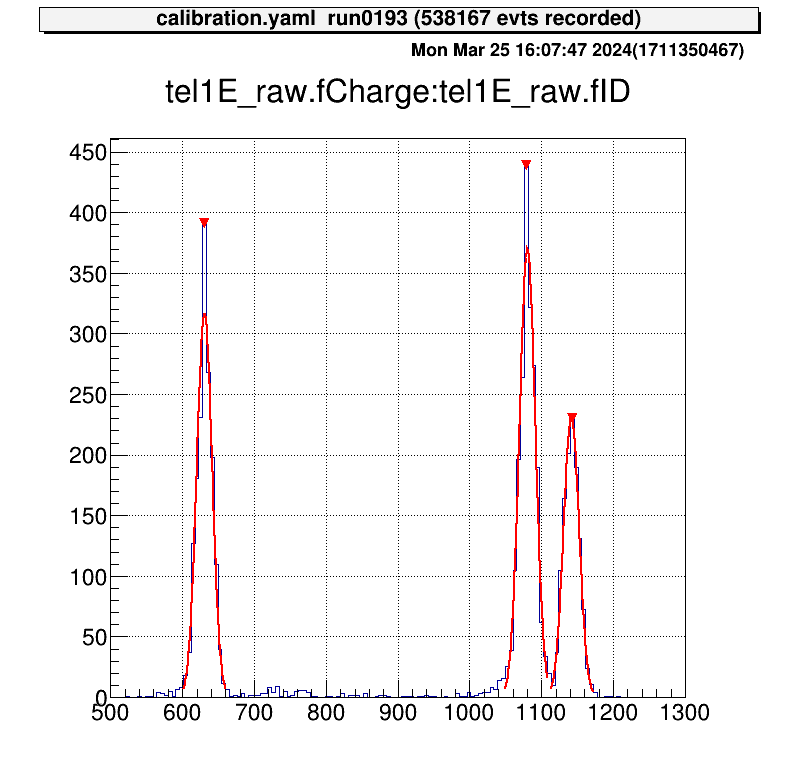 calibration.yaml run0193 (538167 evts recorded)
Mon Mar 25 16:07:47 2024(1711350467)
tel1E_raw.fCharge:tel1E_raw.fID
450
400
350
300
250
200
150
100
50
0
500 600 700 800 900 1000 1100 1200 1300